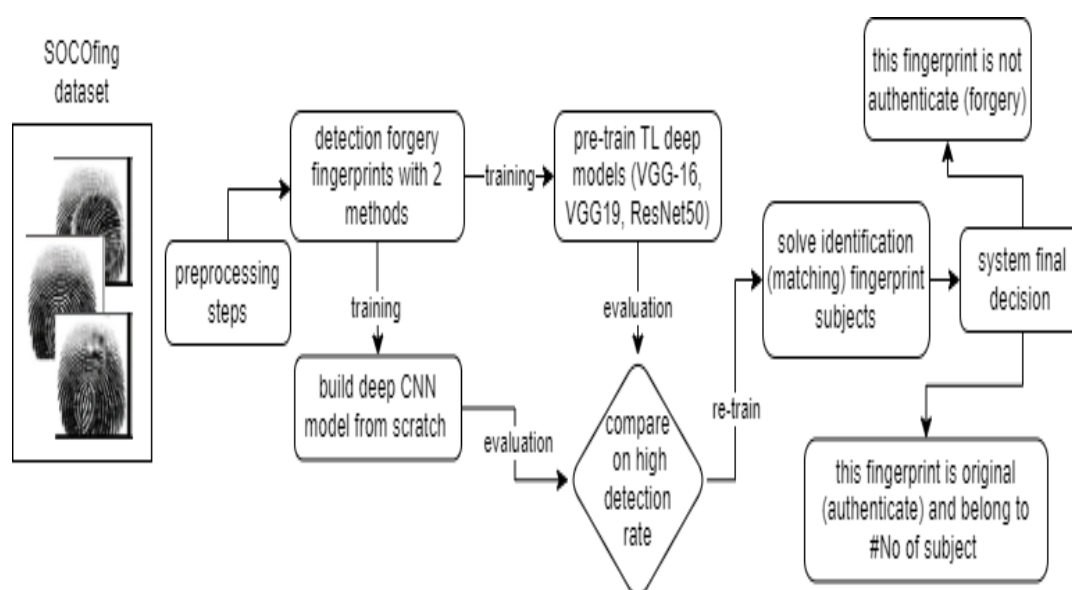 SOCOfing
dataset
preprocessing
steps
detection forgery
fingerprints with 2
methods
training
training
pre-train TL deep
models (VGG-16,
VGG19, ResNet50)
build deep CNN
model from scratch
evaluation
evaluation
compare
on high
detection
rate
re-train
solve identification
(matching) fingerprint
subjects
system final
decision
this fingerprint is not
authenticate (forgery)
this fingerprint is original
(authenticate) and belong to
#No of subject